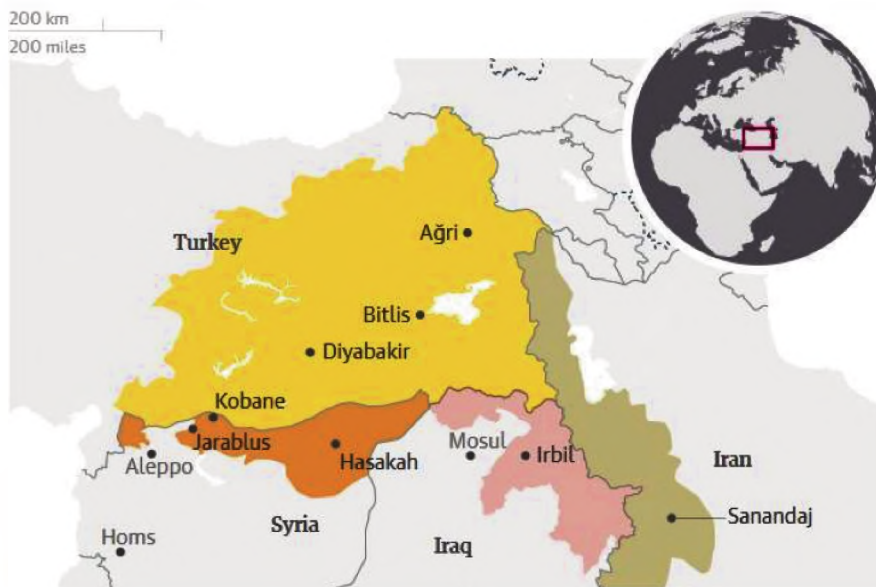 200 km
200 miles
Turkey
Ağri
Bitlis
Diyabakir
Kobane
Jarablus
Aleppo
Hasakah
Mosul
Irbil
Iran
Syria
Sanandaj
Homs
Iraq